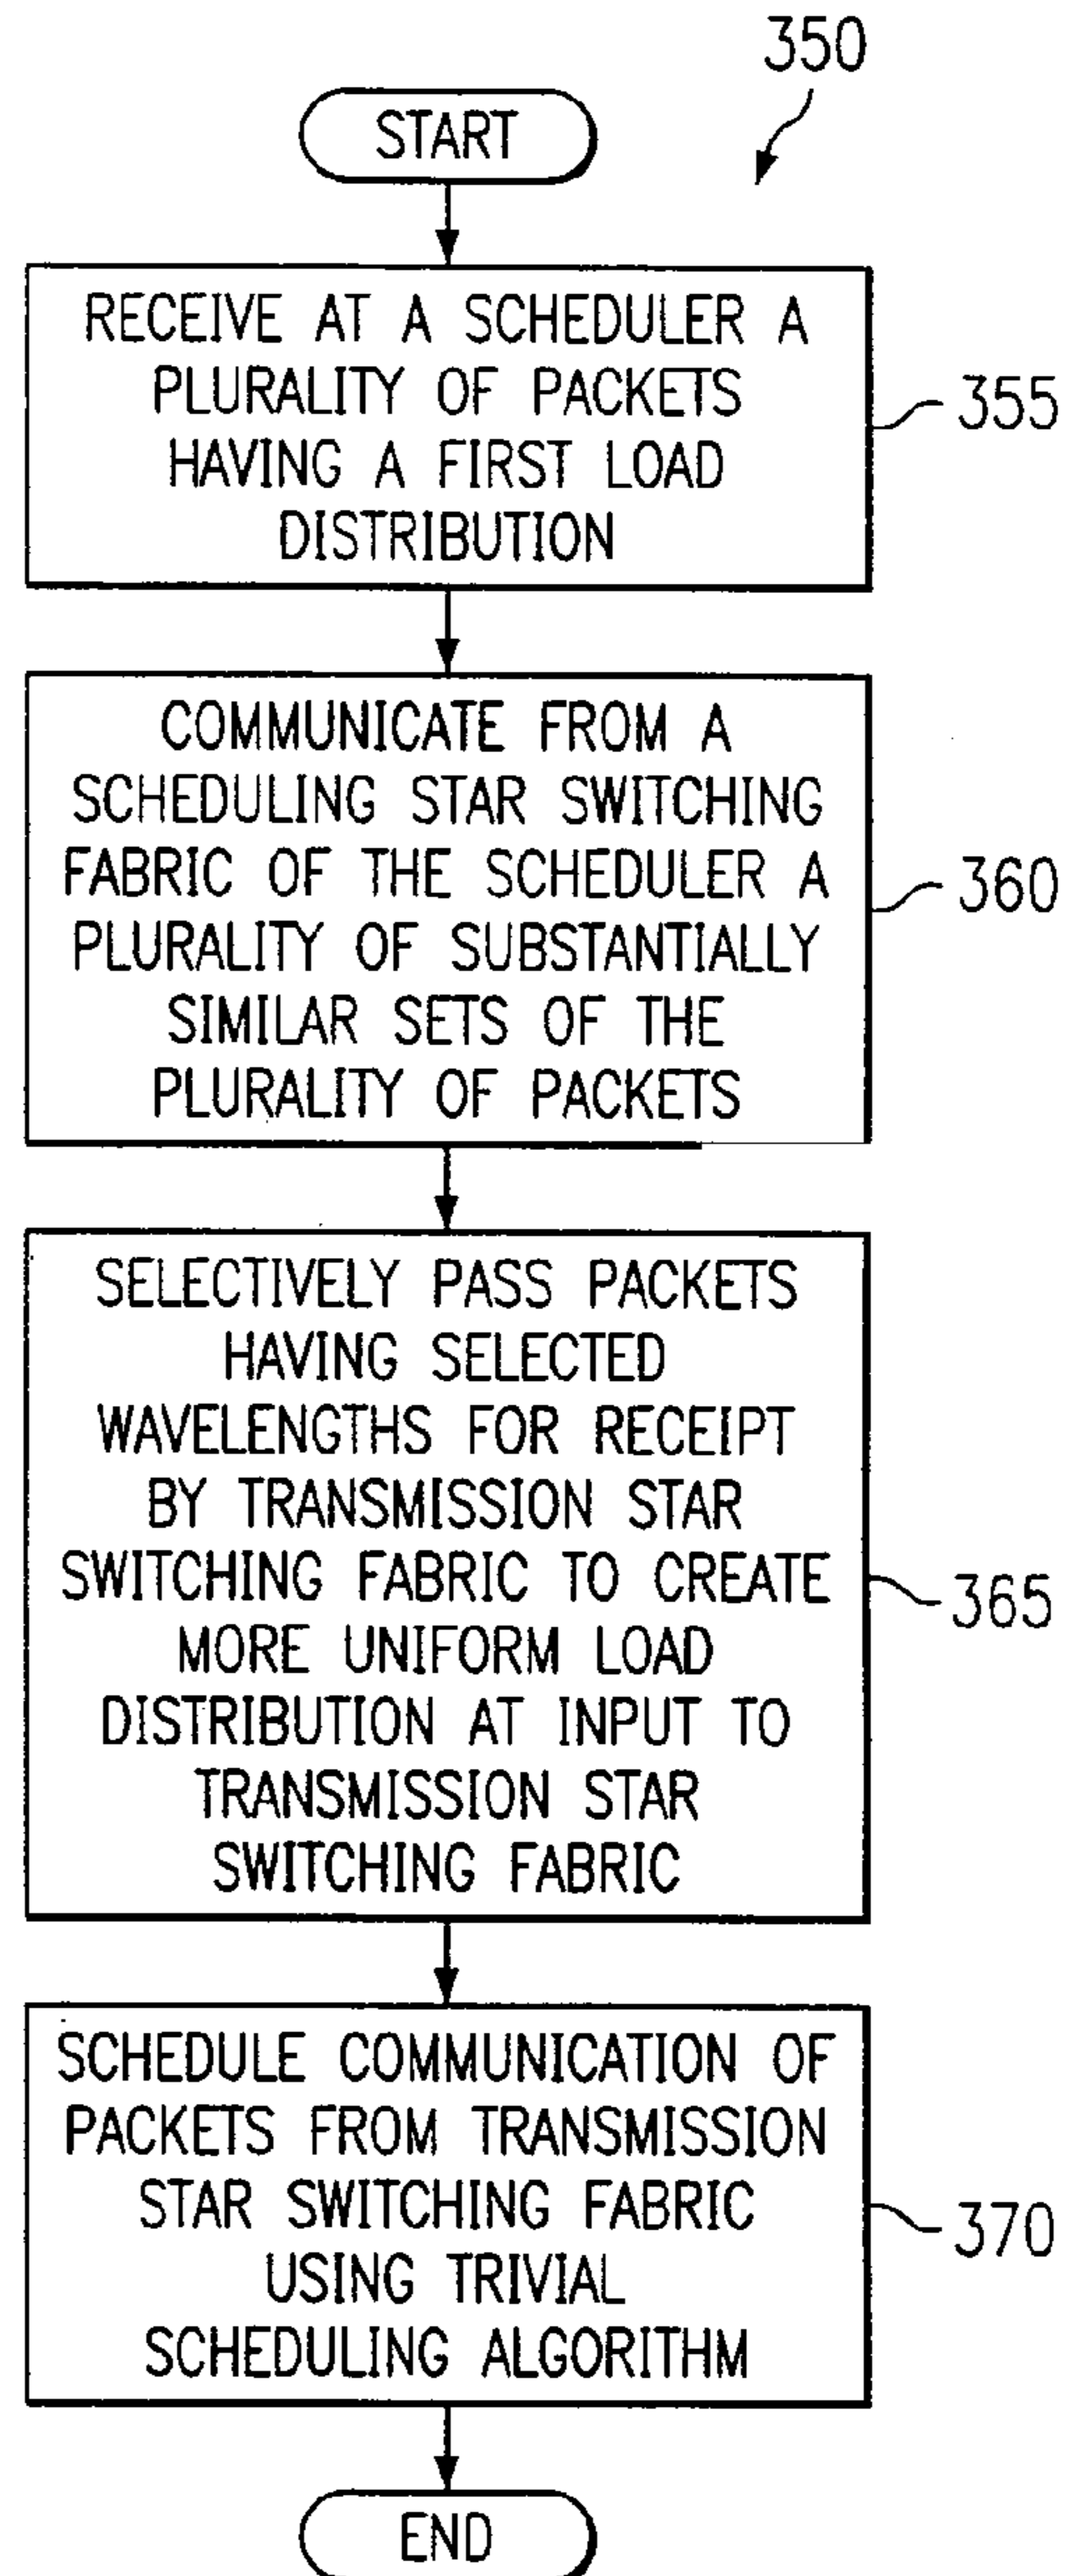 350
START
RECEIVE AT A SCHEDULER A
PLURALITY OF PACKETS
HAVING A FIRST LOAD
DISTRIBUTION
355
COMMUNICATE FROM A
SCHEDULING STAR SWITCHING
FABRIC OF THE SCHEDULER A
PLURALITY OF SUBSTANTIALLY
SIMILAR SETS OF THE
PLURALITY OF PACKETS
360
SELECTIVELY PASS PACKETS
HAVING SELECTED
WAVELENGTHS FOR RECEIPT
BY TRANSMISSION STAR
SWITCHING FABRIC TO CREATE
MORE UNIFORM LOAD
DISTRIBUTION AT INPUT TO
TRANSMISSION STAR
SWITCHING FABRIC
365
SCHEDULE COMMUNICATION OF
PACKETS FROM TRANSMISSION
STAR SWITCHING FABRIC
USING TRIVIAL
SCHEDULING ALGORITHM
370
END